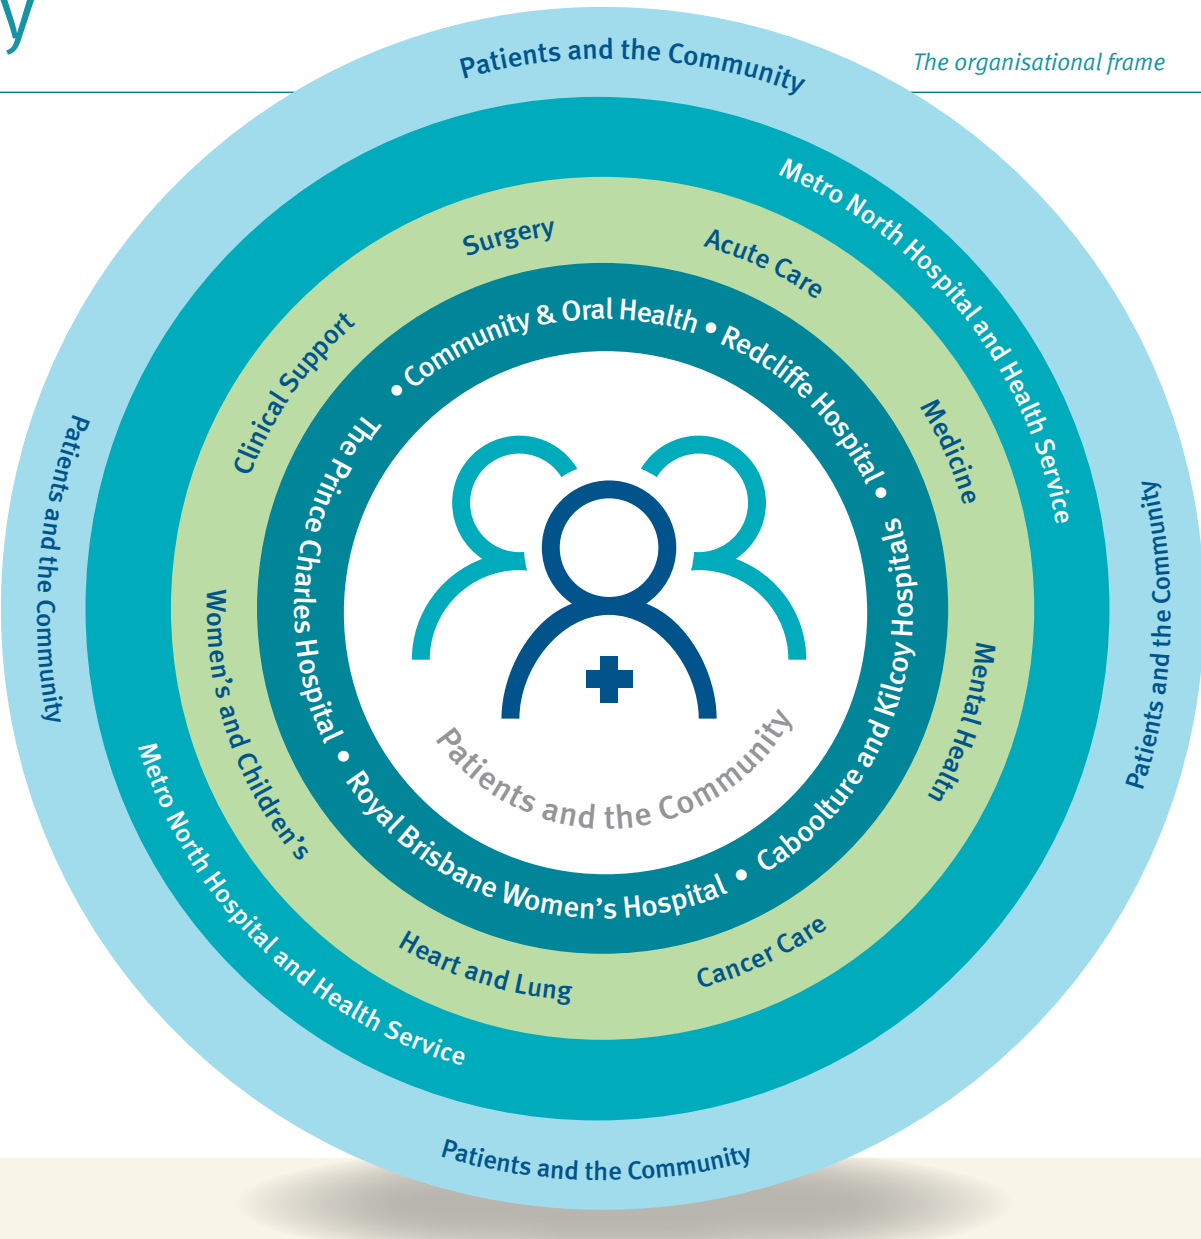 y
The organisational frame
Patients and the Community
Patients and the Community
Patients and the Community
Patients and the Community
Metro North Hospital and Health Service
Metro North Hospital and Health Service
Surgery
Acute Care
Medicine
Mental Health
Cancer Care
Heart and Lung
Women's and Children's
Clinical Support
• Community & Oral Health • Redcliffe Hospital • Caboolture and Kilcoy Hospitals • Royal Brisbane Women's Hospital • The Prince Charles Hospital
Patients and the Community